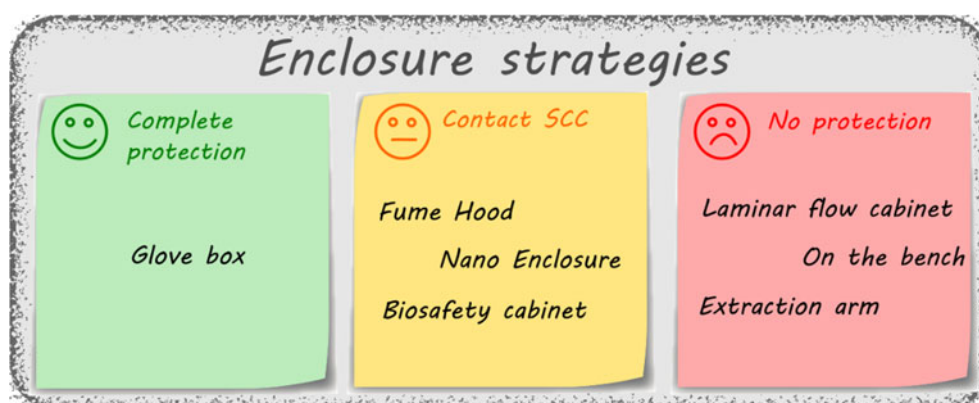 Enclosure strategies
Complete
protection
Glove box
Contact SCC
Fume Hood
Nano Enclosure
Biosafety cabinet
No protection
Laminar flow cabinet
On the bench
Extraction arm